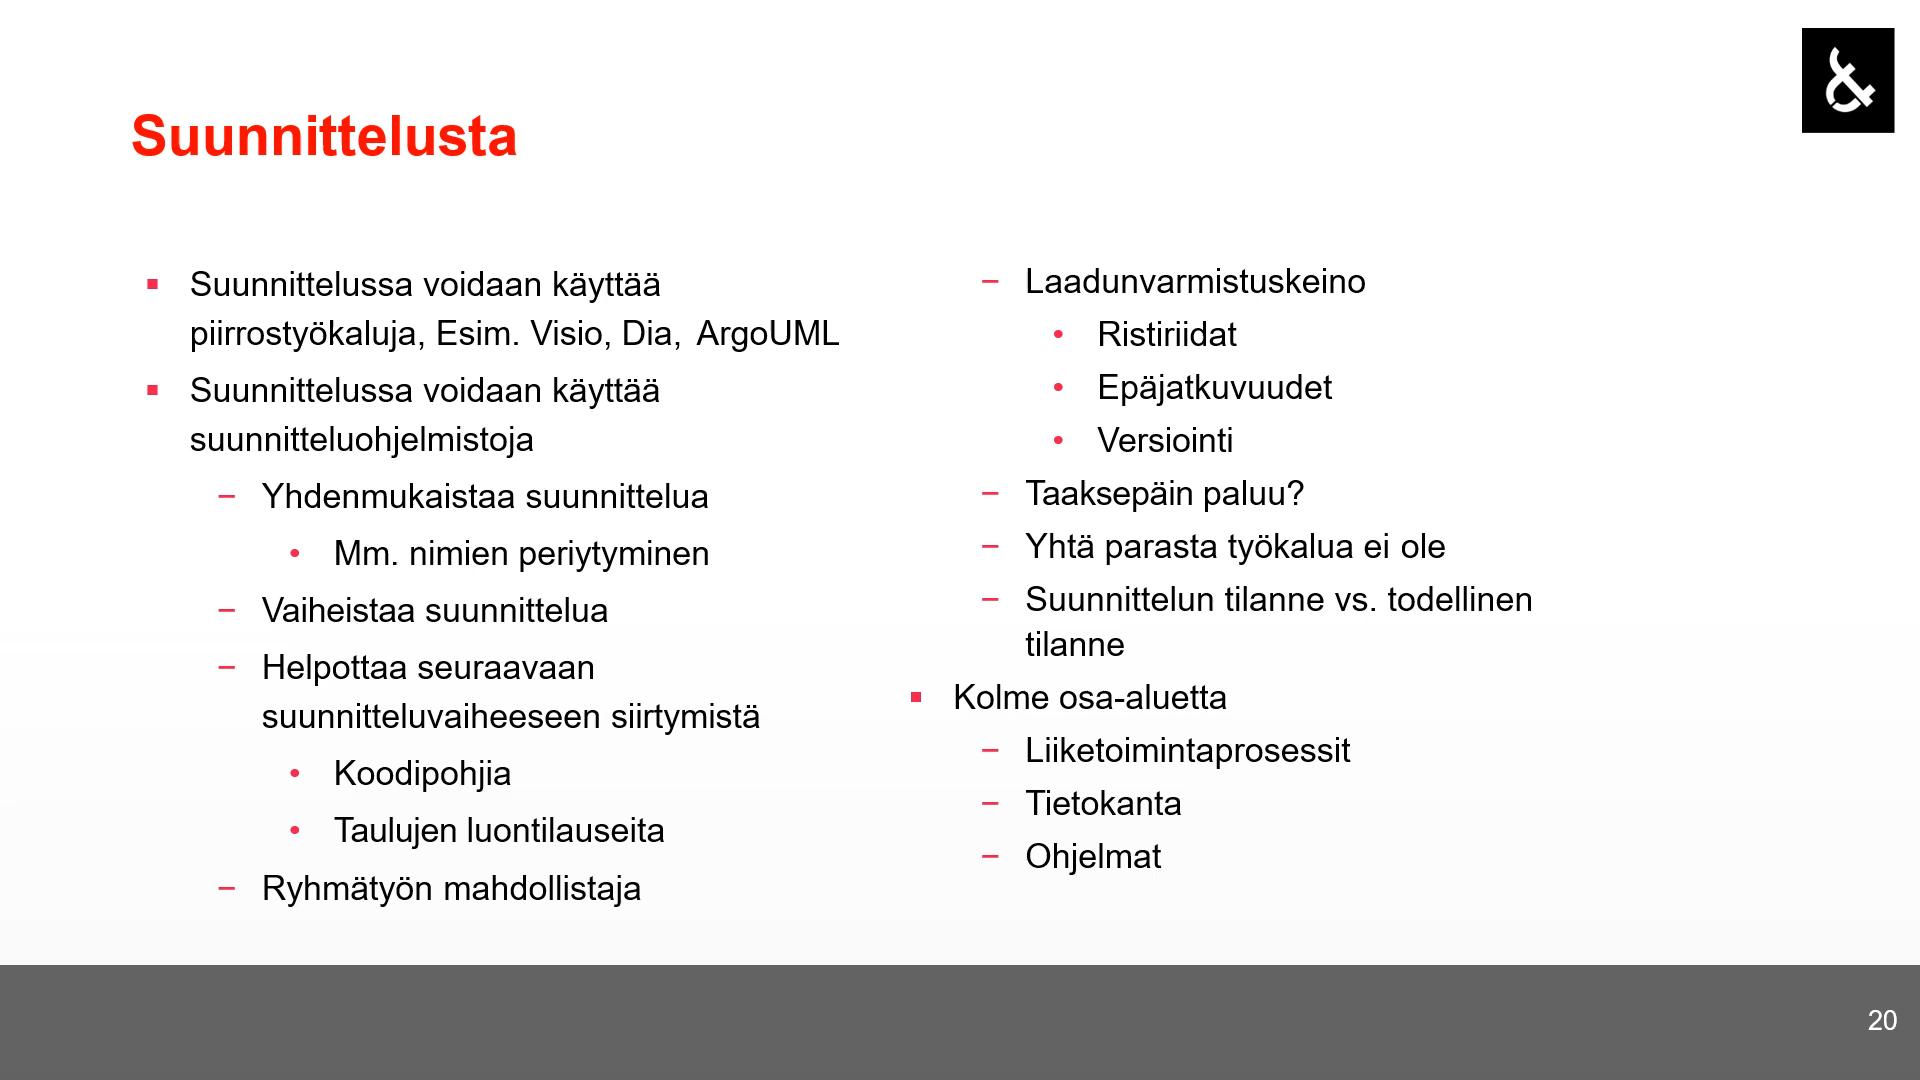 &
Suunnittelusta
▪ Suunnittelussa voidaan käyttää
piirrostyökaluja, Esim. Visio, Dia, ArgoUML
▪ Suunnittelussa voidaan käyttää
suunnitteluohjelmistoja
− Yhdenmukaistaa suunnittelua
• Mm. nimien periytyminen
− Vaiheistaa suunnittelua
− Helpottaa seuraavaan
suunnitteluvaiheeseen siirtymistä
• Koodipohjia
• Taulujen luontilauseita
− Ryhmätyön mahdollistaja
− Laadunvarmistuskeino
• Ristiriidat
• Epäjatkuvuudet
• Versiointi
− Taaksepäin paluu?
− Yhtä parasta työkalua ei ole
− Suunnittelun tilanne vs. todellinen
tilanne
▪ Kolme osa-aluetta
− Liiketoimintaprosessit
− Tietokanta
− Ohjelmat
20